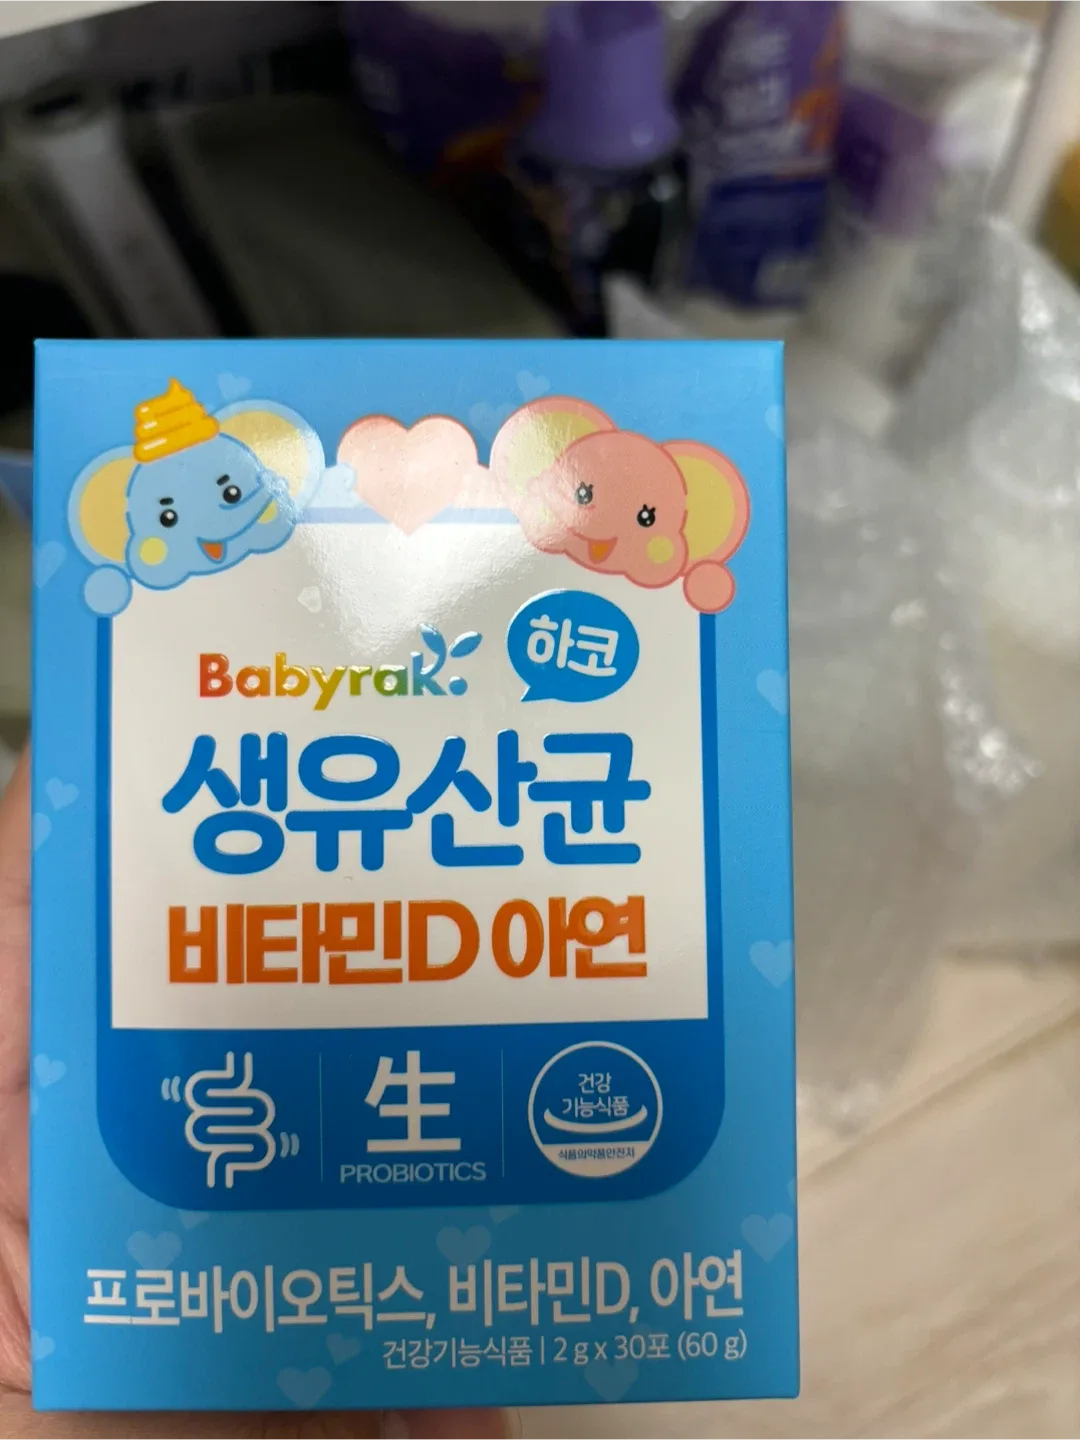 Babyrak
하코
생유산균
비타민D 아연
生
PROBIOTICS
건강
기능식품
식품의약품안전처
프로바이오틱스, 비타민D, 아연
건강기능식품 | 2 g x 30포 (60 g)